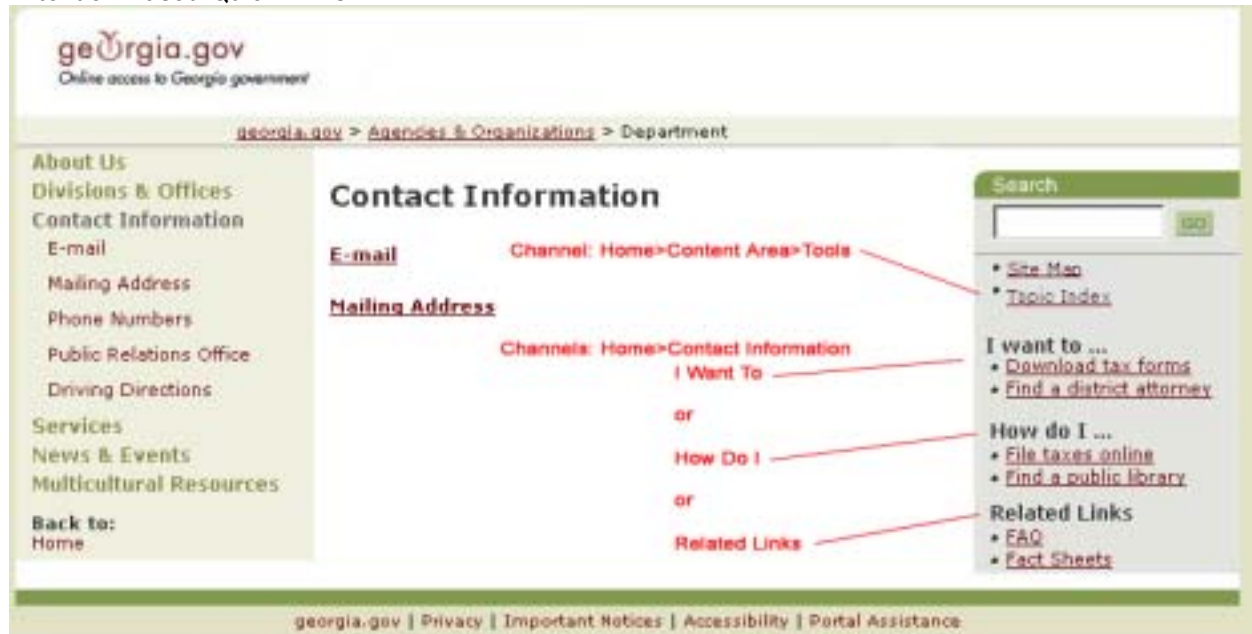 georgia.gov
Online access to Georgia government
georgia.gov > Agencies & Organizations > Department
About Us
Divisions & Offices
Contact Information
E-mail
Mailing Address
Phone Numbers
Public Relations Office
Driving Directions
Services
News & Events
Multicultural Resources
Back to:
Home
Contact Information
E-mail
Mailing Address
Channel: Home>Content Area>Tools
Channels: Home>Contact Information
I Want To
or
How Do I
or
Related Links
Search
GO
• Site Map
• Topic Index
I want to ...
• Download tax forms
• Find a district attorney
How do I ...
• File taxes online
• Find a public library
Related Links
• FAQ
• Fact Sheets
georgia.gov | Privacy | Important Notices | Accessibility | Portal Assistance